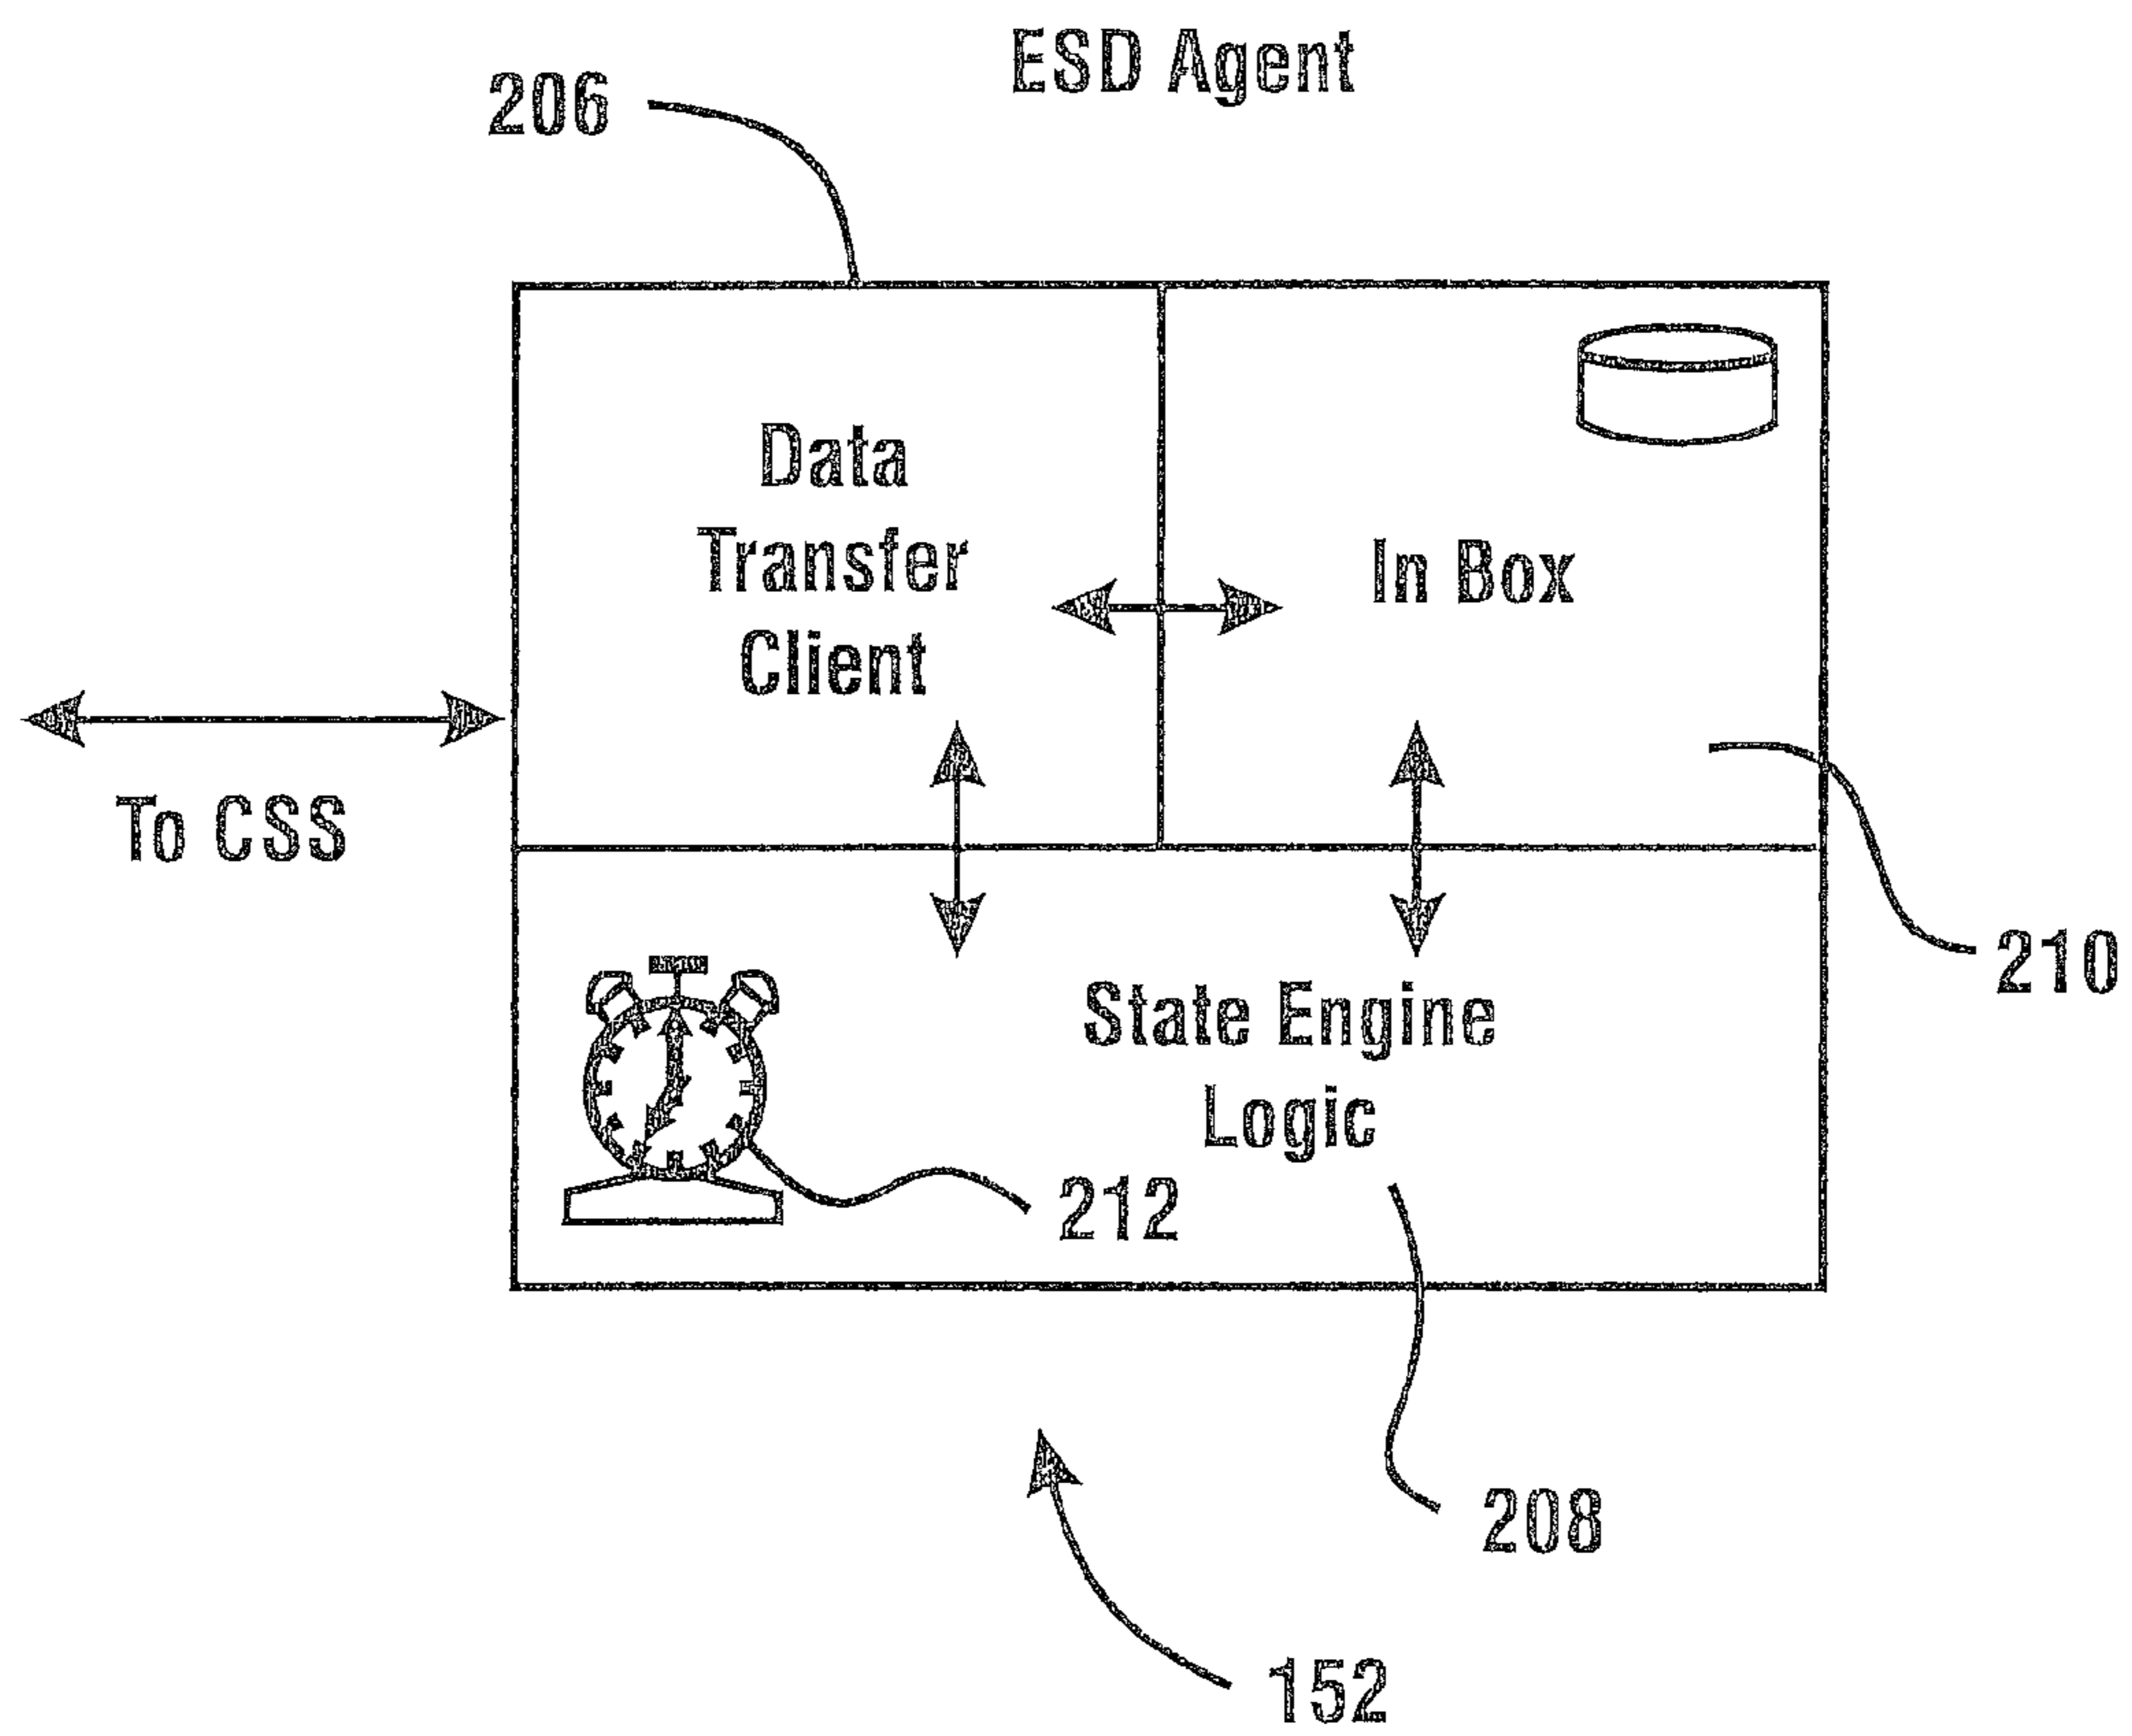 ESD Agent
206
Data
Transfer
Client
In Box
To CSS
210
State Engine
Logic
212
208
152